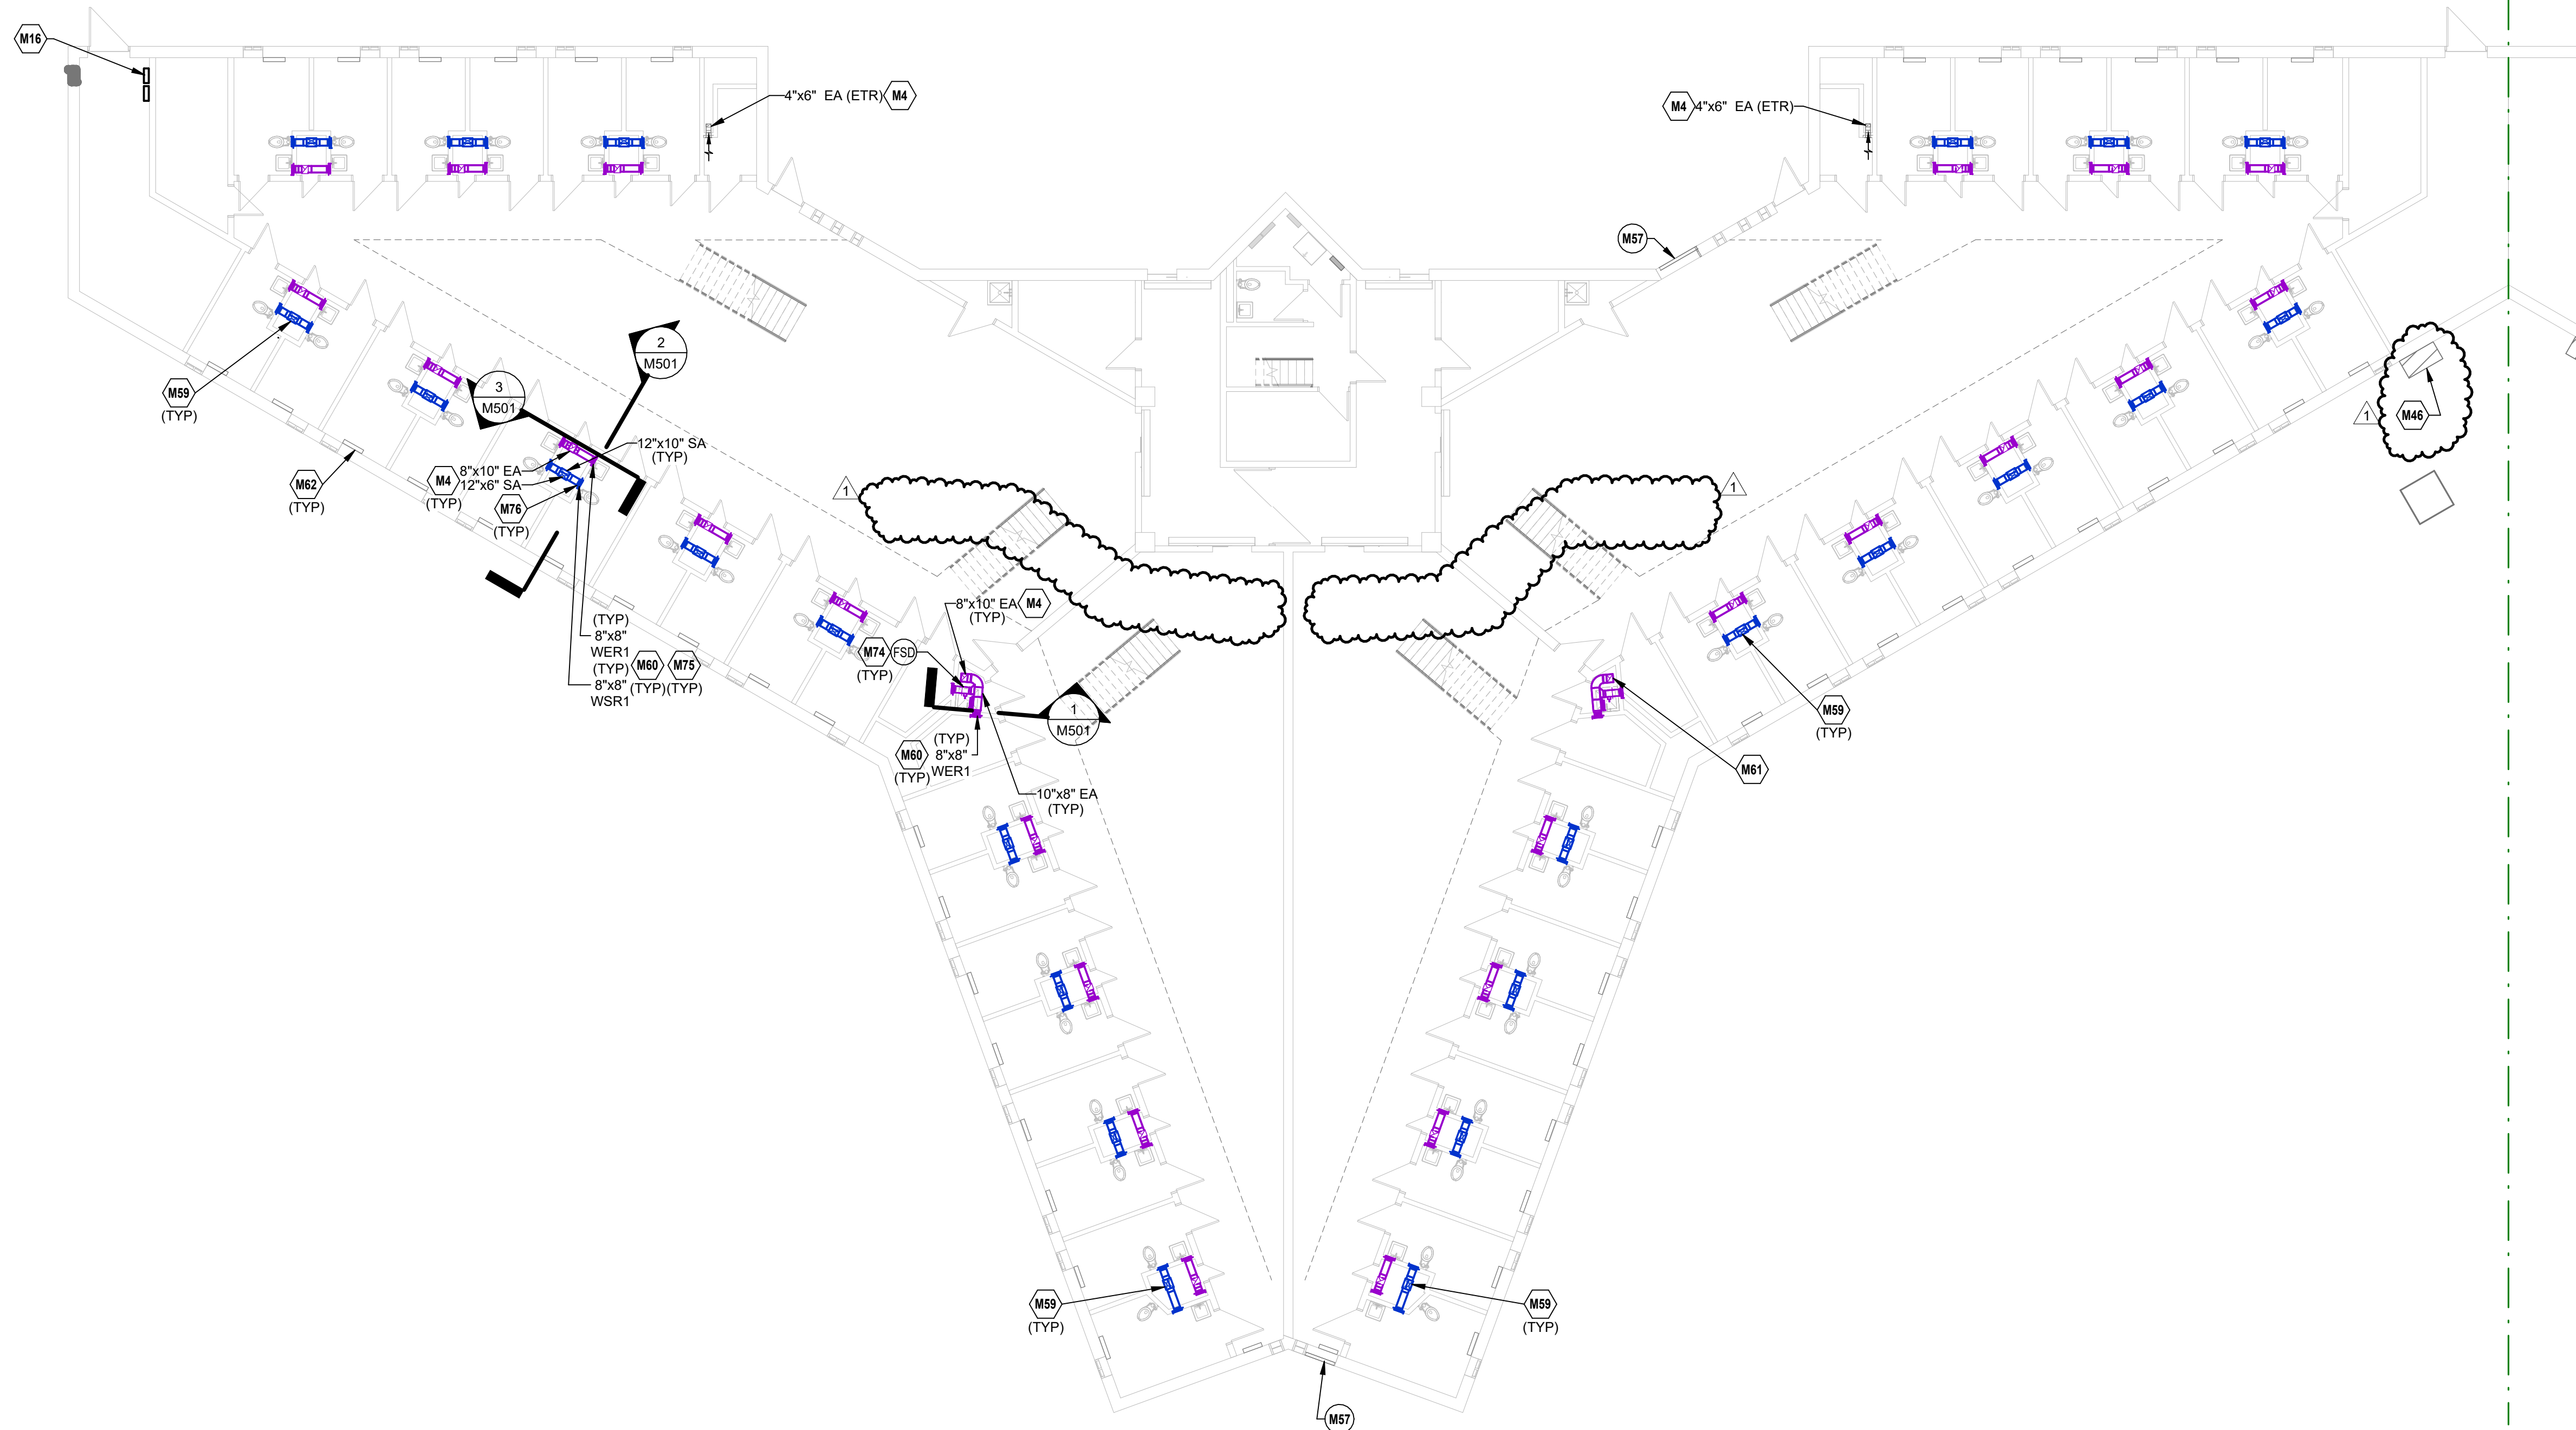 M16
4"x6" EA (ETR) M4
M4 4"x6" EA (ETR)
M57
2
M501
3
M501
M59
(TYP)
M46
1
12"x10" SA
(TYP)
8"x10" EA
M4
12"x6" SA
(TYP)
M62
(TYP)
M76
(TYP)
1
1
8"x10" EA M4
(TYP)
(TYP)
8"x8"
WER1
(TYP)
M60 M75
(TYP) (TYP)
8"x8"
WSR1
M74 FSD
(TYP)
1
M501
(TYP)
M60 8"x8"
(TYP) WER1
10"x8" EA
(TYP)
M59
(TYP)
M61
M59
(TYP)
M59
(TYP)
M57